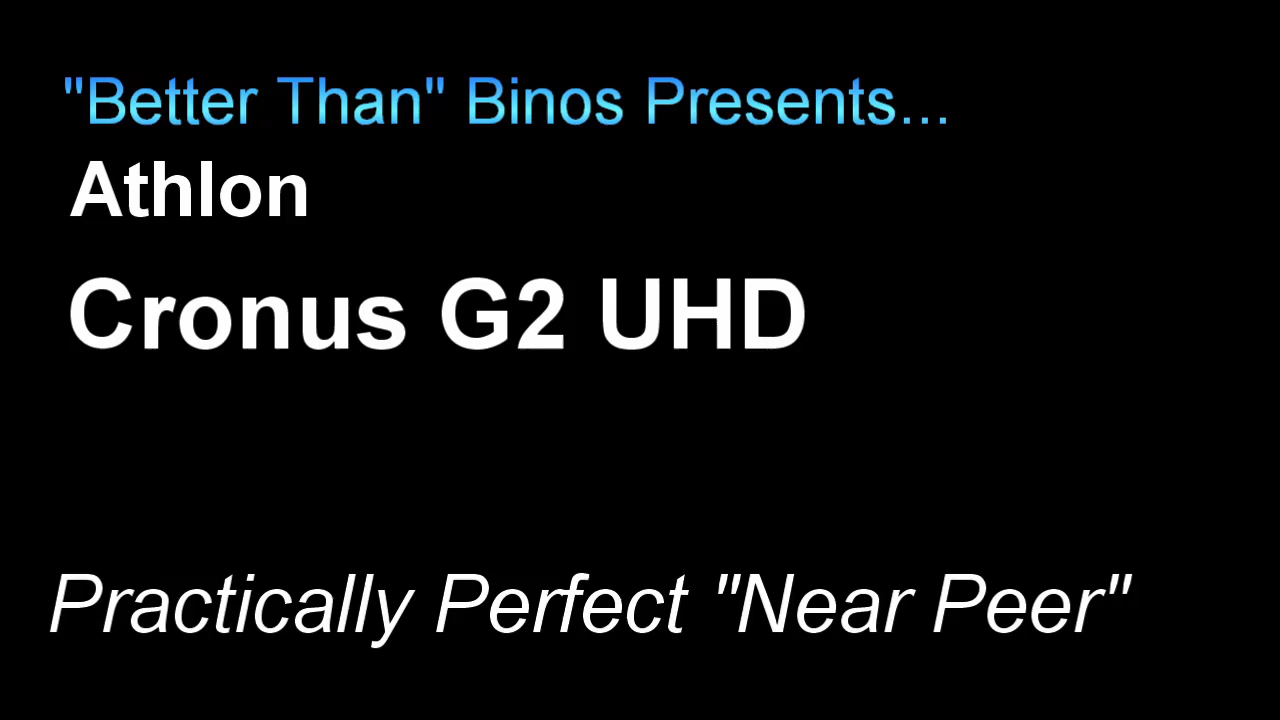 "Better Than" Binos Presents...
Athlon
Cronus G2 UHD
Practically Perfect "Near Peer"